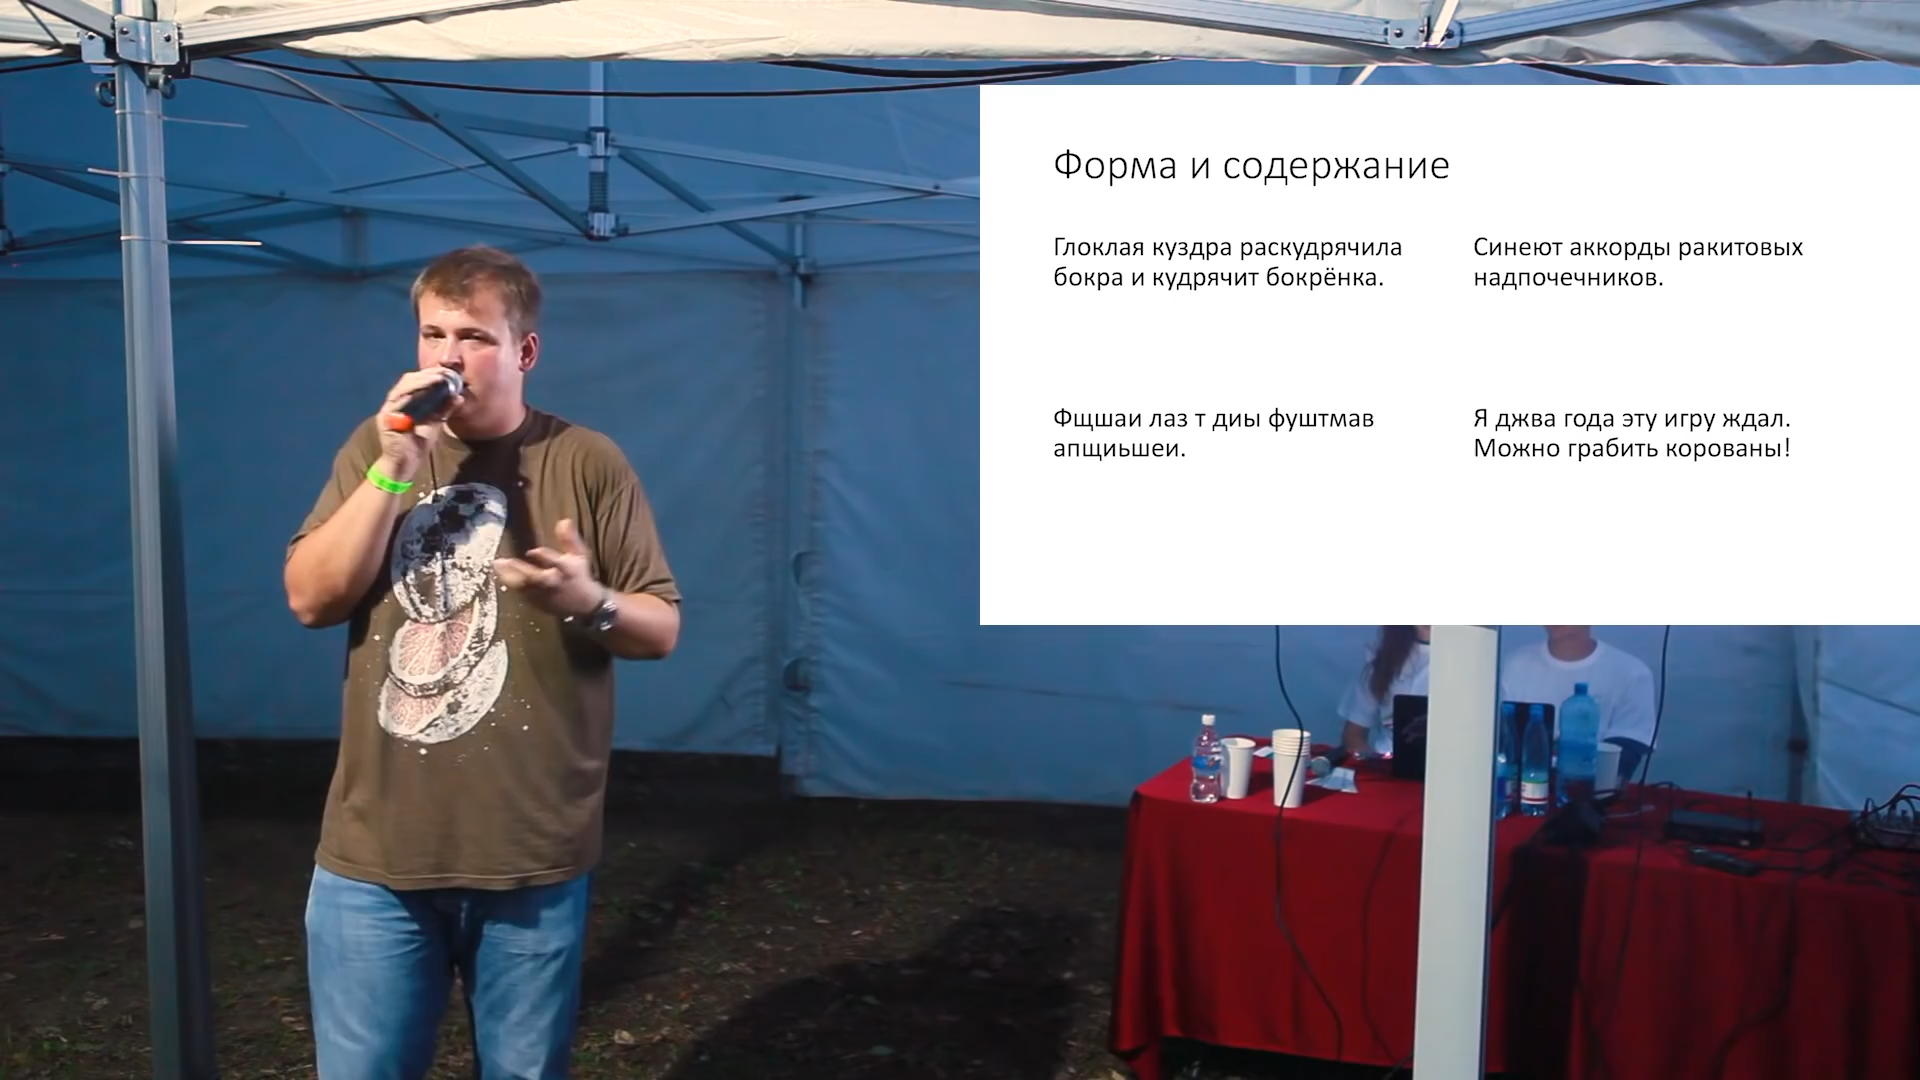 Форма и содержание
Глоклая куздра раскудрячила
бокра и кудрячит бокрёнка.
Синеют аккорды ракитовых
надпочечников.
Фщшаи лаз т диы фуштмав
апщиьшеи.
Я джва года эту игру ждал.
Можно грабить корованы!